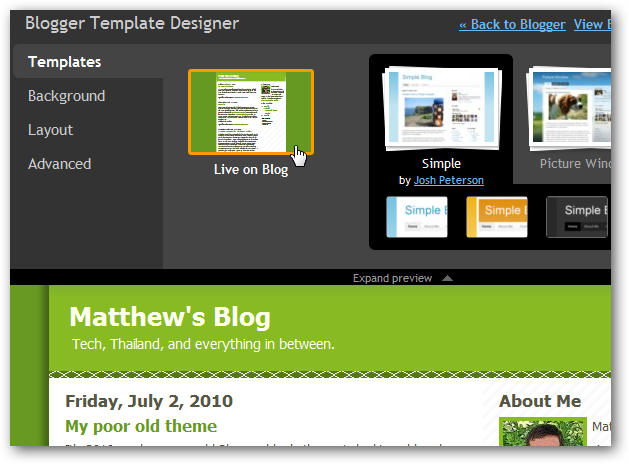 Blogger Template Designer
« Back to Blogger View
Templates
Background
Layout
Advanced
Live on Blog
Simple
by Josh Peterson
Picture
Simple Blog
Picture Window
Simple
Simple
Simple
Expand preview
Matthew's Blog
Tech, Thailand, and everything in between.
Friday, July 2, 2010
My poor old theme
About Me